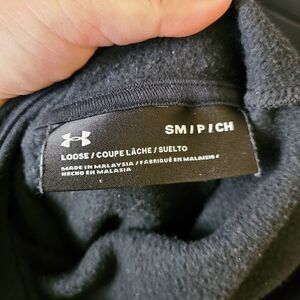 SM / P / CH
LOOSE / COUPE LÂCHE / SUELTO
MADE IN MALAYSIA / FABRIQUÉ EN MALAISIE /
HECHO EN MALASIA